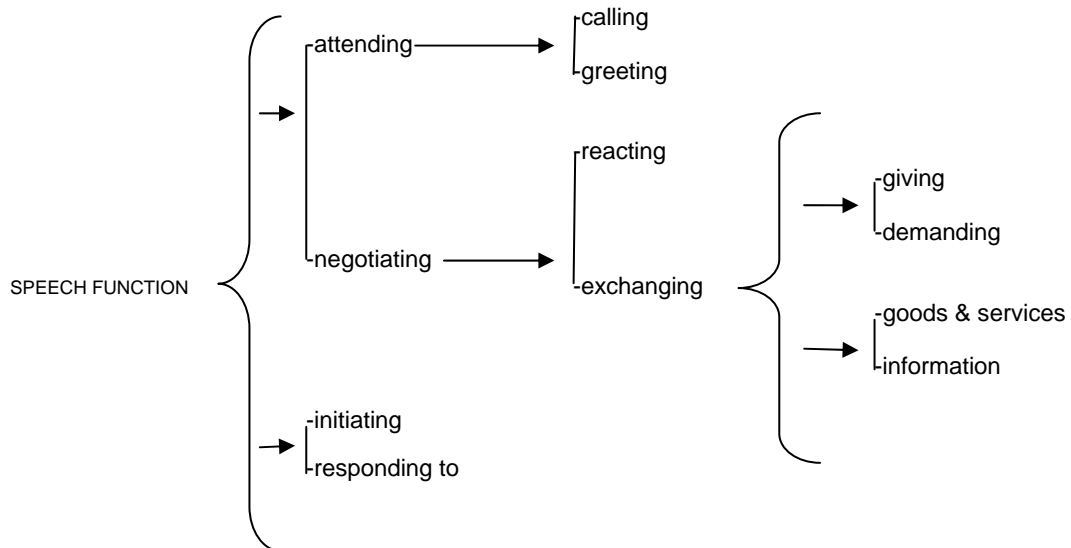 -calling
-attending
-greeting
-reacting
-giving
-demanding
-negotiating
SPEECH FUNCTION
-exchanging
-goods & services
-information
-initiating
-responding to